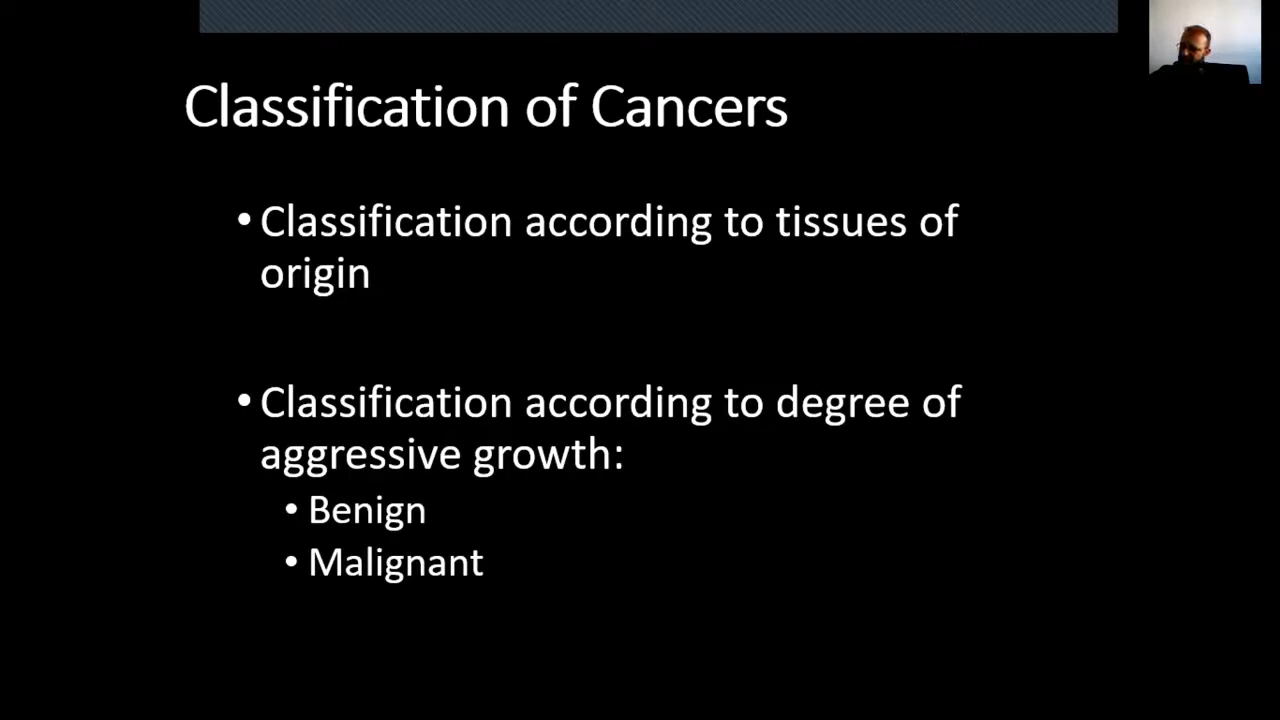 Classification of Cancers
• Classification according to tissues of
origin
• Classification according to degree of
aggressive growth:
• Benign
• Malignant